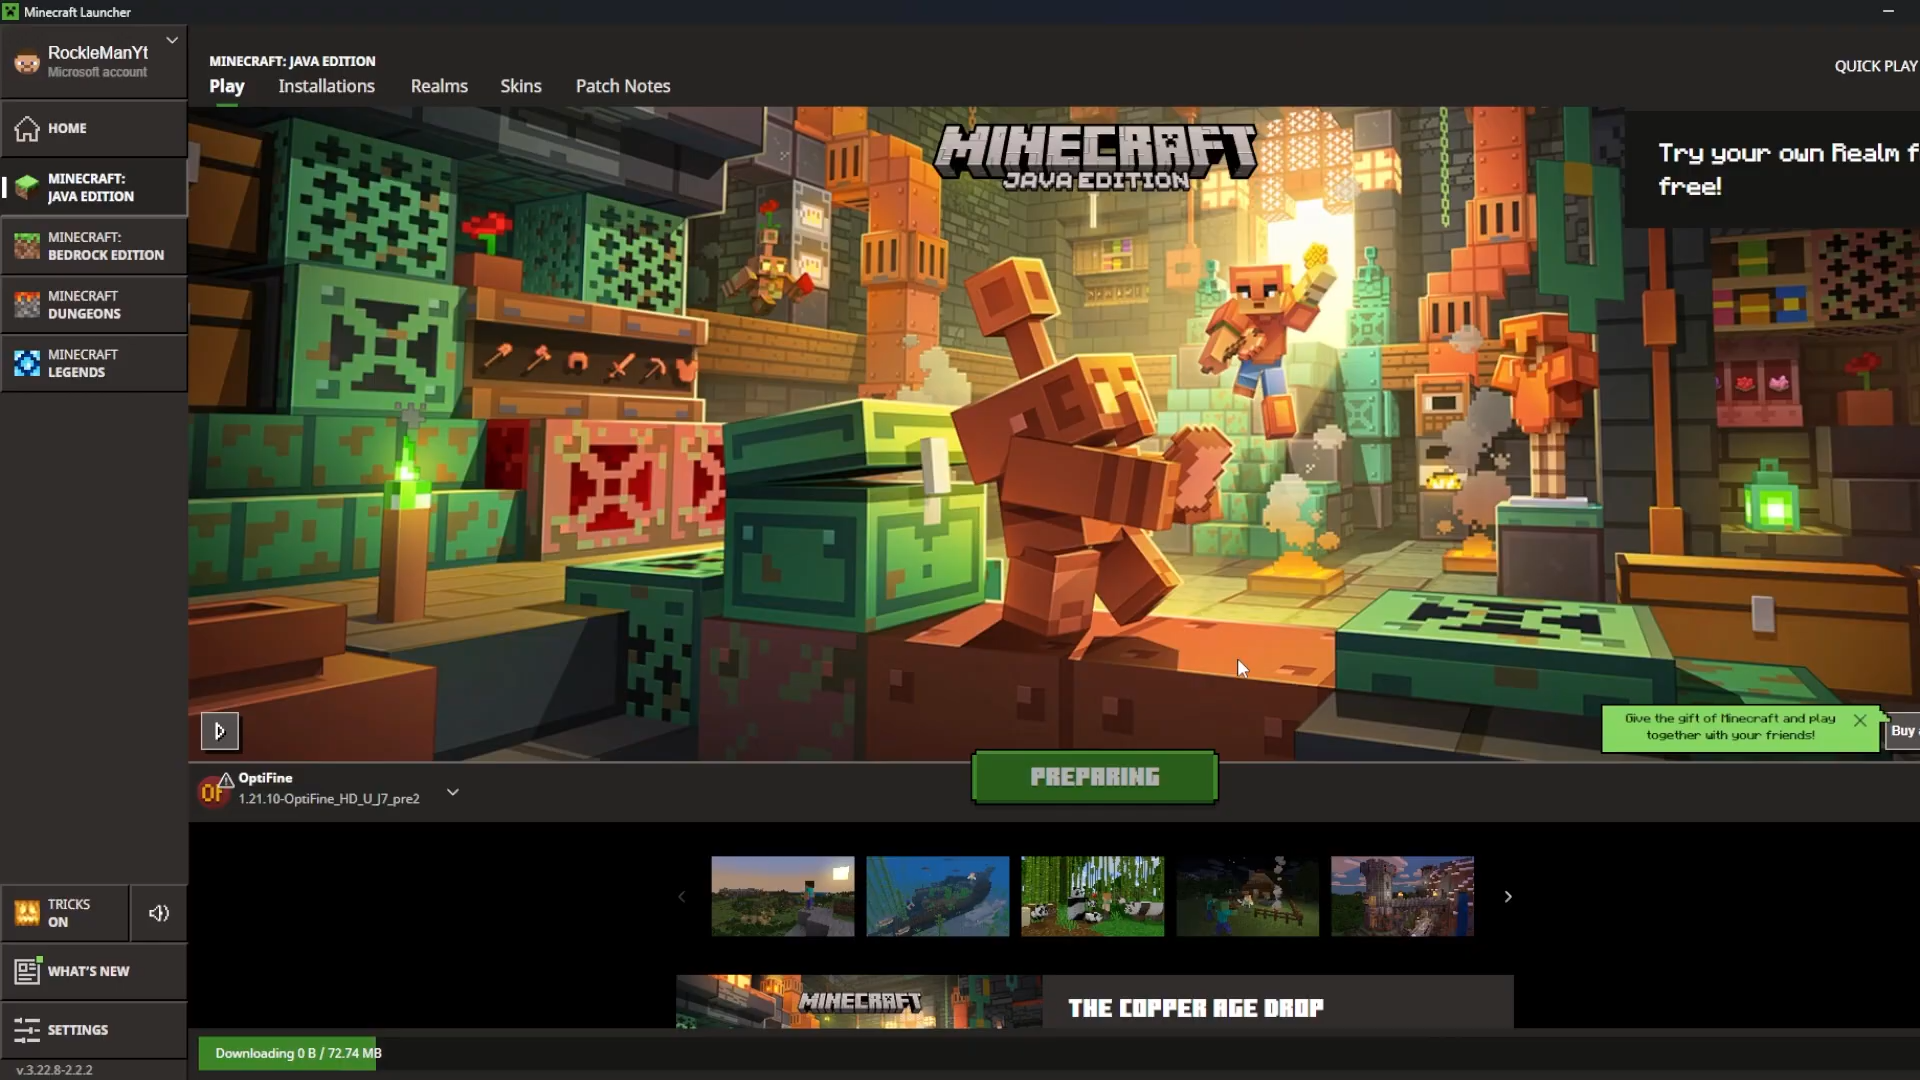 Minecraft Launcher
RockleManYt
Microsoft account
HOME
MINECRAFT:
JAVA EDITION
MINECRAFT:
BEDROCK EDITION
MINECRAFT
DUNGEONS
MINECRAFT
LEGENDS
TRICKS
ON
WHAT'S NEW
SETTINGS
v.3.22.8-2.2.2
MINECRAFT: JAVA EDITION
Play Installations Realms Skins Patch Notes
QUICK PLAY
MINECRAFT
JAVA EDITION
Try your own Realm f
free!
Give the gift of Minecraft and play
together with your friends!
Buy
OF
OptiFine
1.21.10-OptiFine_HD_U_J7_pre2
PREPARING
MINECRAFT
THE COPPER AGE DROP
Downloading 0 B / 72.74 MB